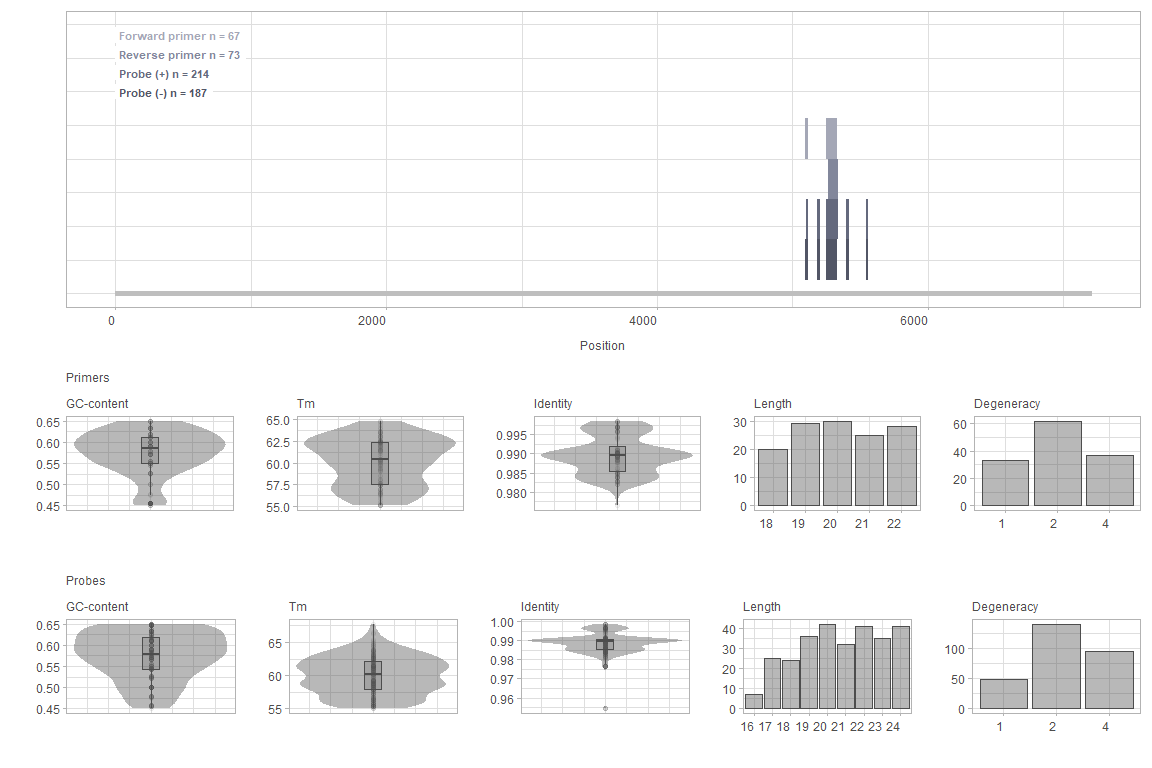 Forward primer n = 67
Reverse primer n = 73
Probe (+) n = 214
Probe (-) n = 187
0 2000 4000 6000
Position
Primers
GC-content Tm Identity Length Degeneracy
0.65 65.0 30 60
0.60 62.5 0.995 20 40
0.55 60.0 0.990 10 20
0.50 57.5 0.985 0 0
0.45 55.0 0.980
18 19 20 21 22 1 2 4
Probes
GC-content Tm Identity Length Degeneracy
0.65 65 1.00 40 100
0.60 60 0.99 30 50
0.55 55 0.98 20 0
0.50 0.97 10
0.45 0.96 0
16 17 18 19 20 21 22 23 24 1 2 4